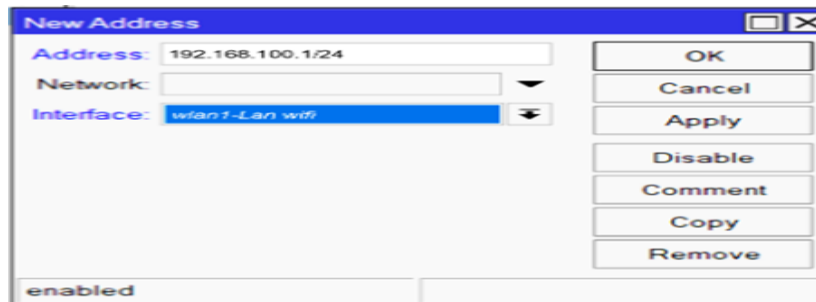 New Address
Address: 192.168.100.1/24
OK
Network:
Cancel
Interface: wlan1-Lan wifi
Apply
Disable
Comment
Copy
Remove
enabled